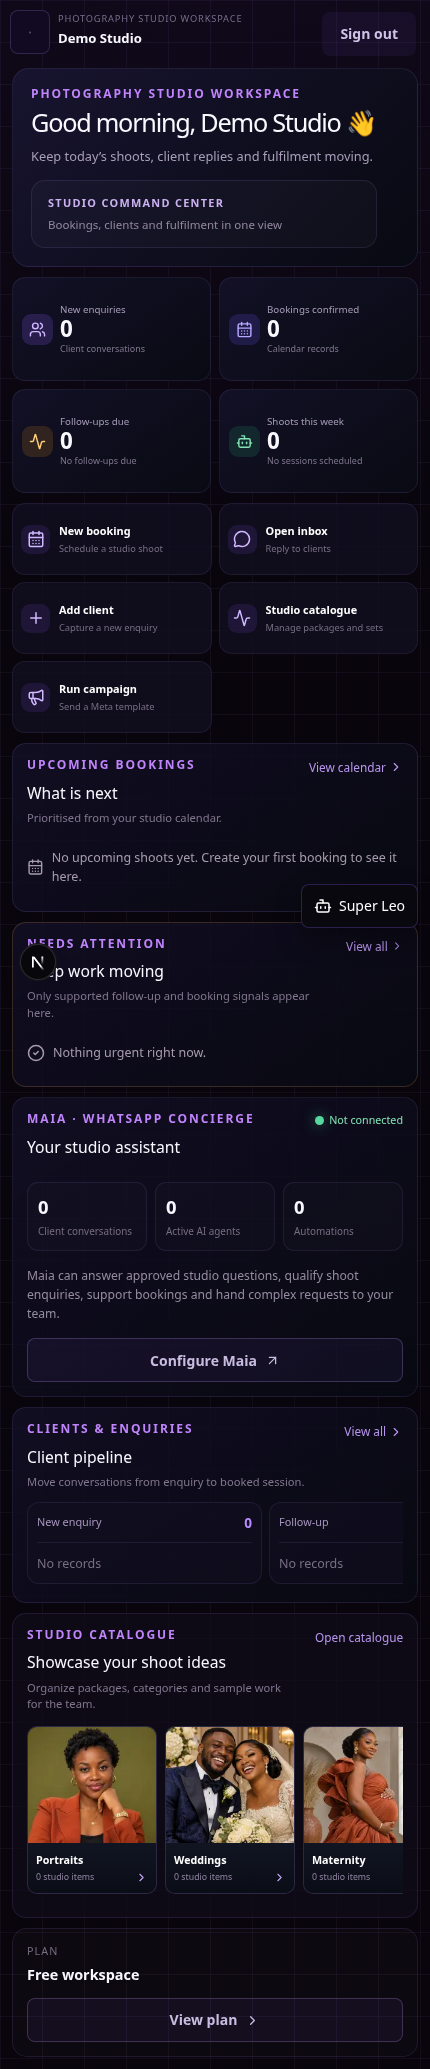 PHOTOGRAPHY STUDIO WORKSPACE
Demo Studio
Sign out
PHOTOGRAPHY STUDIO WORKSPACE
Good morning, Demo Studio 👋
Keep today's shoots, client replies and fulfilment moving.
STUDIO COMMAND CENTER
Bookings, clients and fulfilment in one view
New enquiries
0
Client conversations
Bookings confirmed
0
Calendar records
Follow-ups due
0
No follow-ups due
Shoots this week
0
No sessions scheduled
New booking
Schedule a studio shoot
Open inbox
Reply to clients
Add client
Capture a new enquiry
Studio catalogue
Manage packages and sets
Run campaign
Send a Meta template
UPCOMING BOOKINGS
View calendar
What is next
Prioritised from your studio calendar.
No upcoming shoots yet. Create your first booking to see it
here.
Super Leo
NEEDS ATTENTION
View all
N
p work moving
Only supported follow-up and booking signals appear
here.
Nothing urgent right now.
MAIA · WHATSAPP CONCIERGE
Not connected
Your studio assistant
0
Client conversations
0
Active AI agents
0
Automations
Maia can answer approved studio questions, qualify shoot
enquiries, support bookings and hand complex requests to your
team.
Configure Maia
CLIENTS & ENQUIRIES
View all
Client pipeline
Move conversations from enquiry to booked session.
New enquiry
0
No records
Follow-up
No records
STUDIO CATALOGUE
Open catalogue
Showcase your shoot ideas
Organize packages, categories and sample work
for the team.
Portraits
0 studio items
Weddings
0 studio items
Maternity
0 studio items
PLAN
Free workspace
View plan